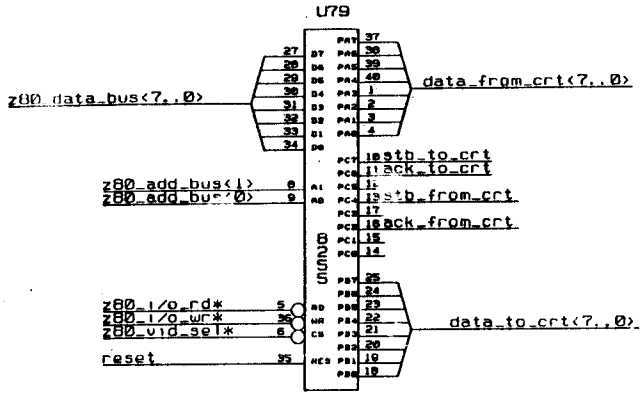 U79
37 PA7
27 D7 38 PA6
28 D6 39 PA5
29 D5 40 PA4
data_from_crt<7..0>
30 D4 1 PA3
z80_data_bus<7..0>
31 D3 2 PA2
32 D2 3 PA1
33 D1 4 PA0
34 D0
PC7 10 stb_to_crt
PC6 11 ack_to_crt
z80_add_bus<1> 8 A1 PC5
z80_add_bus<0> 9 A0 PC4 13 stb_from_crt
17
16 ack_from_crt
PC1 15
PC0 14
8255
PB7 25
PB6 24
z80_i/o_rd* 5 RD PB5 23
z80_i/o_wr* 36 WR PB4 22
data_to_crt<7..0>
z80_vid_sel* 6 CS PB3 21
PB2 20
reset 35 RES PB1 19
PB0 18